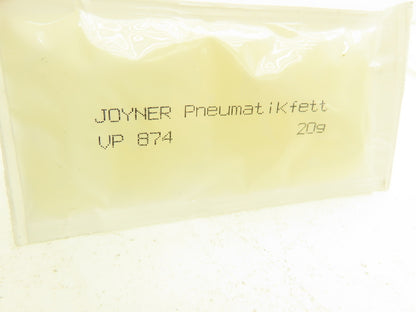 JOYNER Pneumatikfett
VP 874 20g